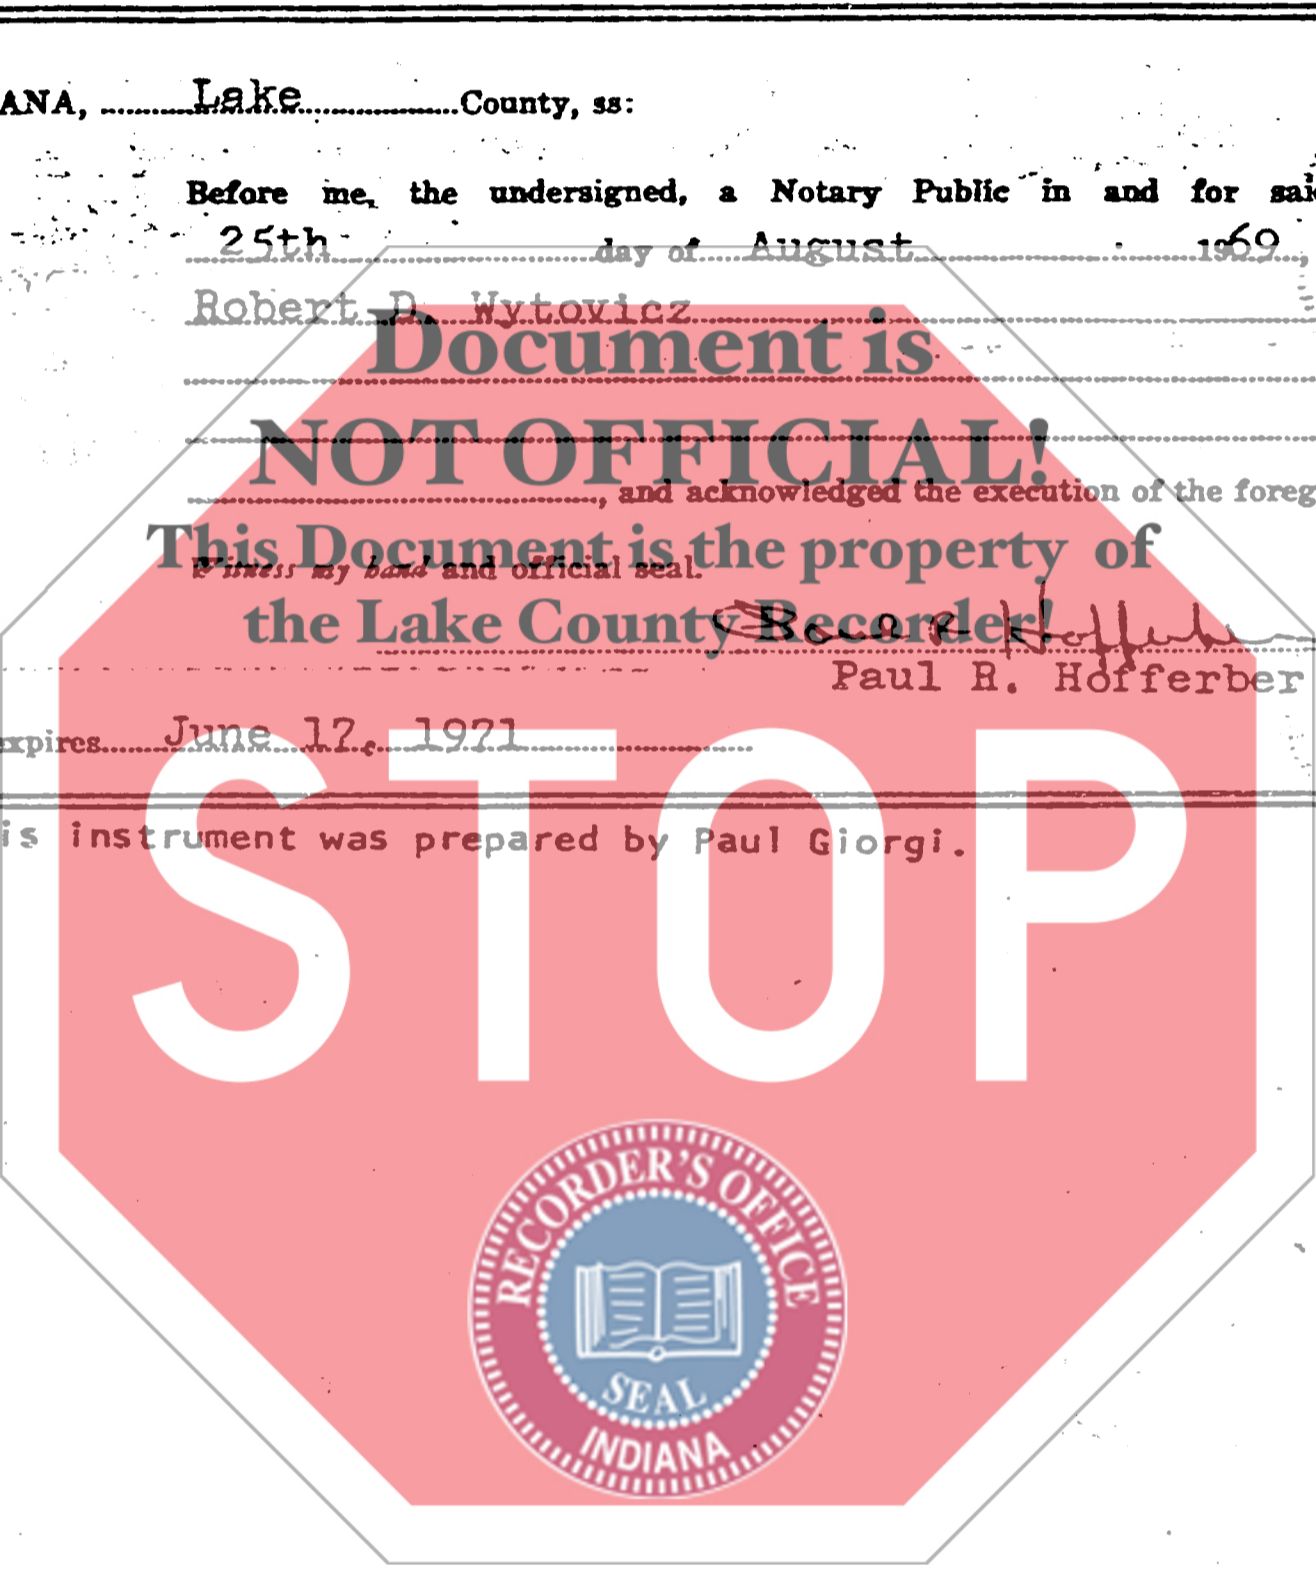 ANA, Lake County, ss:
Before me, the undersigned, a Notary Public in and for sai
25th day of August 1969,
Robert D. Wytovicz
Document is
NOT OFFICIAL!
, and acknowledged the execution of the foreg
This Document is the property of
Witness my hand and official seal.
the Lake County Recorder!
Paul R. Hofferber
Paul R. Hofferber
expires June 17, 1971
is instrument was prepared by Paul Giorgi.
STOP
RECORDER'S OFFICE
SEAL
INDIANA